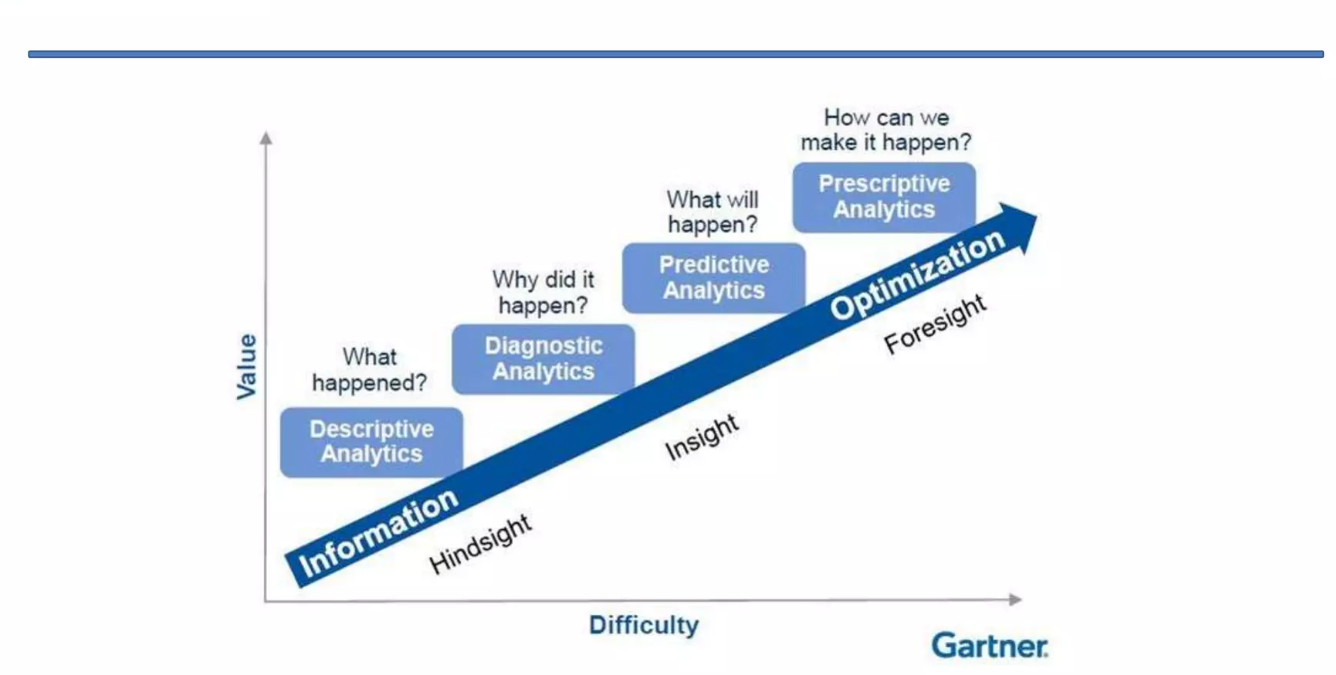 How can we
make it happen?
Prescriptive
Analytics
What will
happen?
Predictive
Analytics
Why did it
happen?
Diagnostic
Analytics
What
happened?
Descriptive
Analytics
Value
Information
Optimization
Hindsight
Insight
Foresight
Difficulty
Gartner.